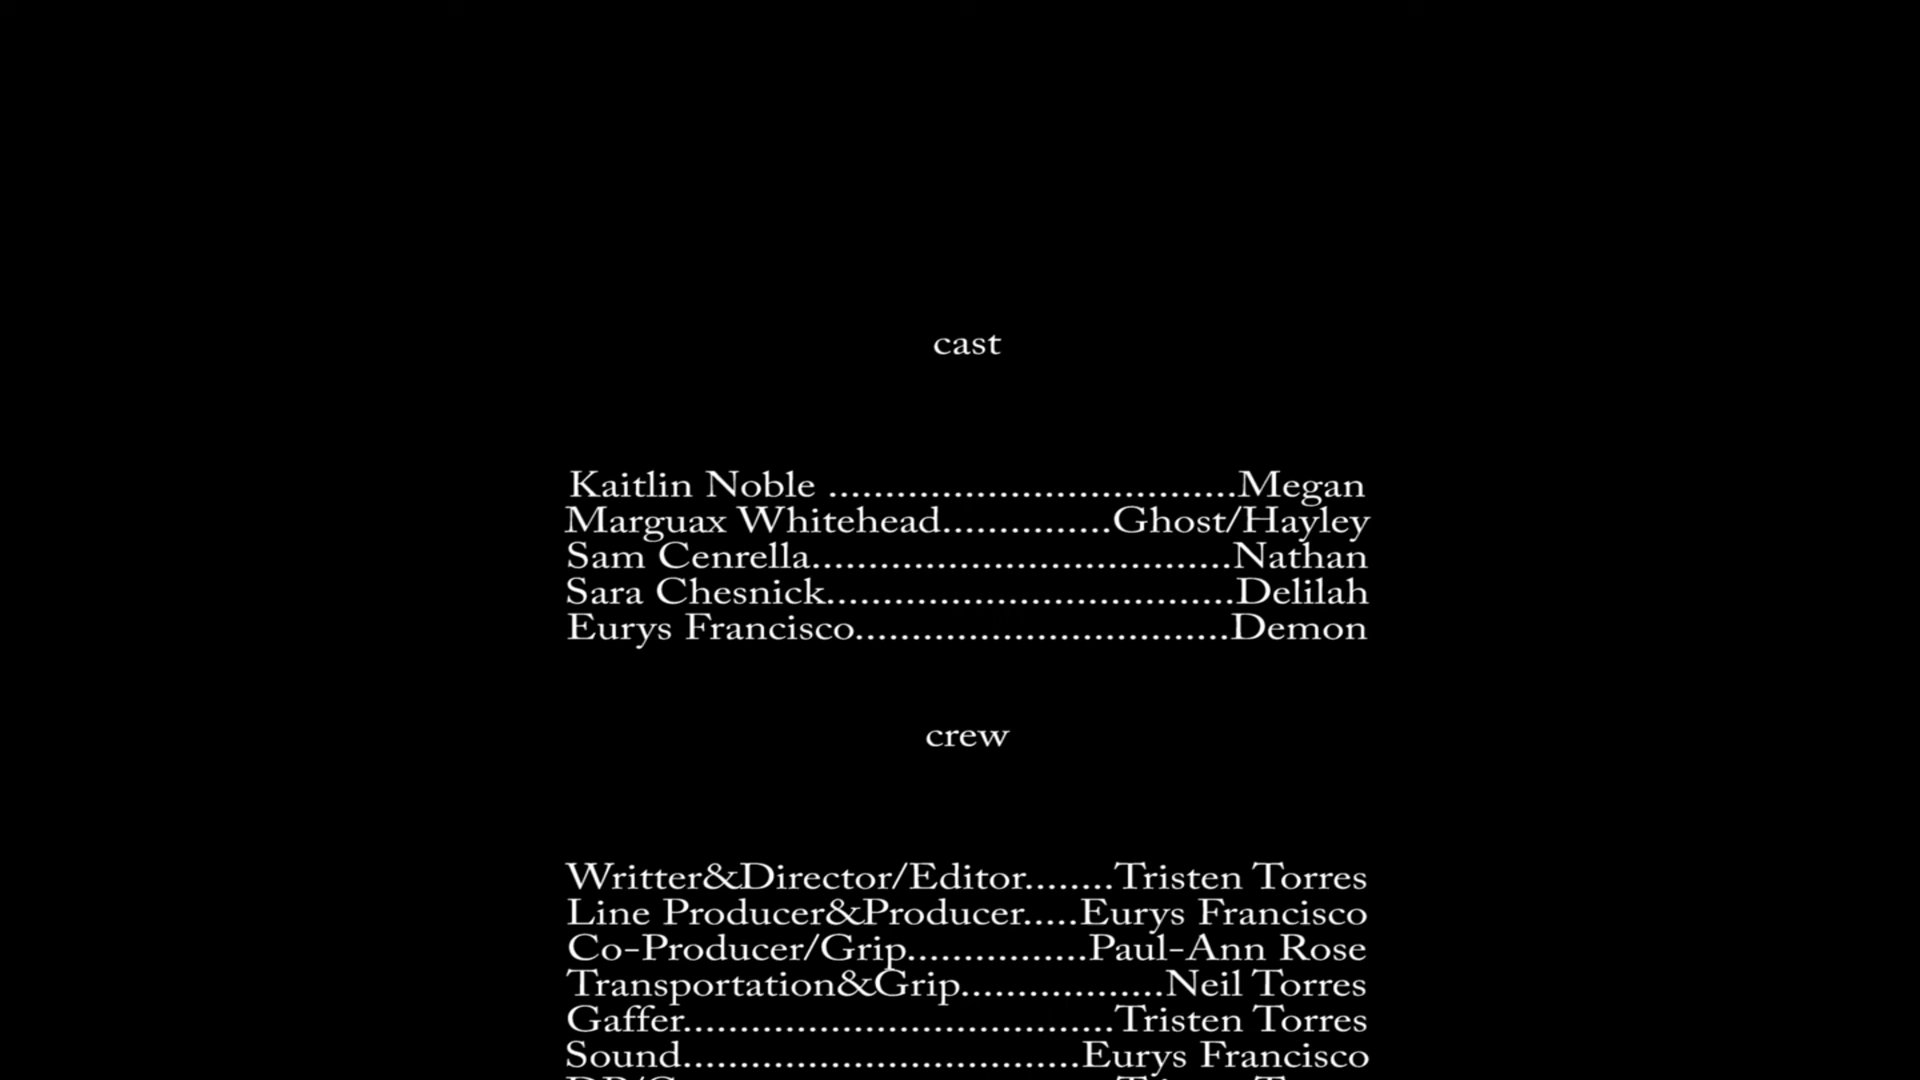 cast
Kaitlin Noble ....................................Megan
Marguax Whitehead...............Ghost/Hayley
Sam Cenrella.....................................Nathan
Sara Chesnick....................................Delilah
Eurys Francisco.................................Demon
crew
Writter&Director/Editor........Tristen Torres
Line Producer&Producer.....Eurys Francisco
Co-Producer/Grip................Paul-Ann Rose
Transportation&Grip..................Neil Torres
Gaffer......................................Tristen Torres
Sound...................................Eurys Francisco